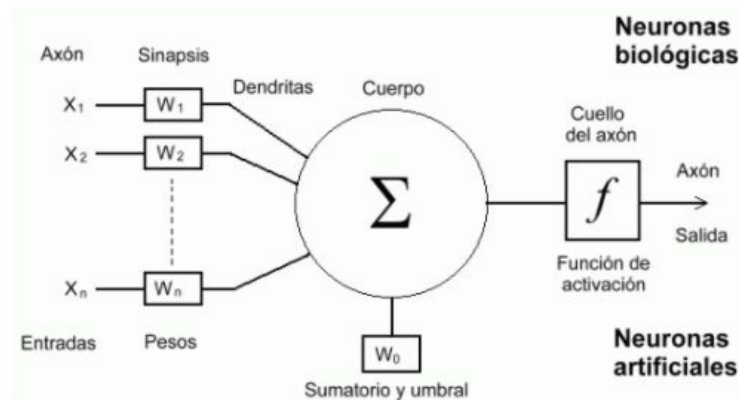 Neuronas
biológicas
Axón
Sinapsis
Dendritas
Cuerpo
Cuello
del axón
X₁
W₁
X₂
W₂
Σ
f
Axón
Salida
Función de
activación
Xₙ
Wₙ
W₀
Entradas
Pesos
Sumatorio y umbral
Neuronas
artificiales